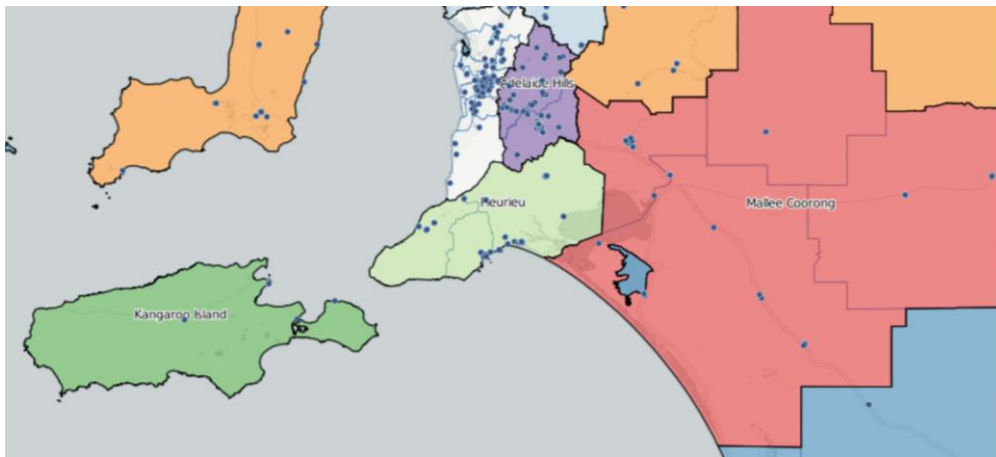 Adelaide Hills
Fleurieu
Mallee Coorong
Kangaroo Island